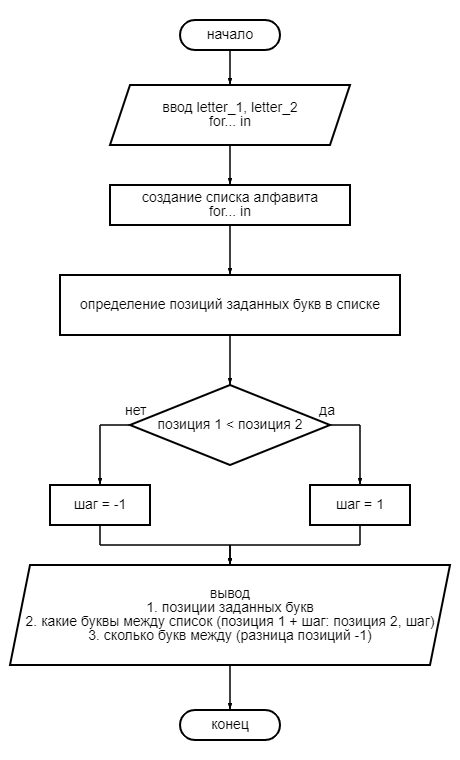 начало
ввод letter_1, letter_2
for... in
создание списка алфавита
for... in
определение позиций заданных букв в списке
нет
да
позиция 1 < позиция 2
шаг = -1
шаг = 1
вывод
1. позиции заданных букв
2. какие буквы между список (позиция 1 + шаг: позиция 2, шаг)
3. сколько букв между (разница позиций -1)
конец